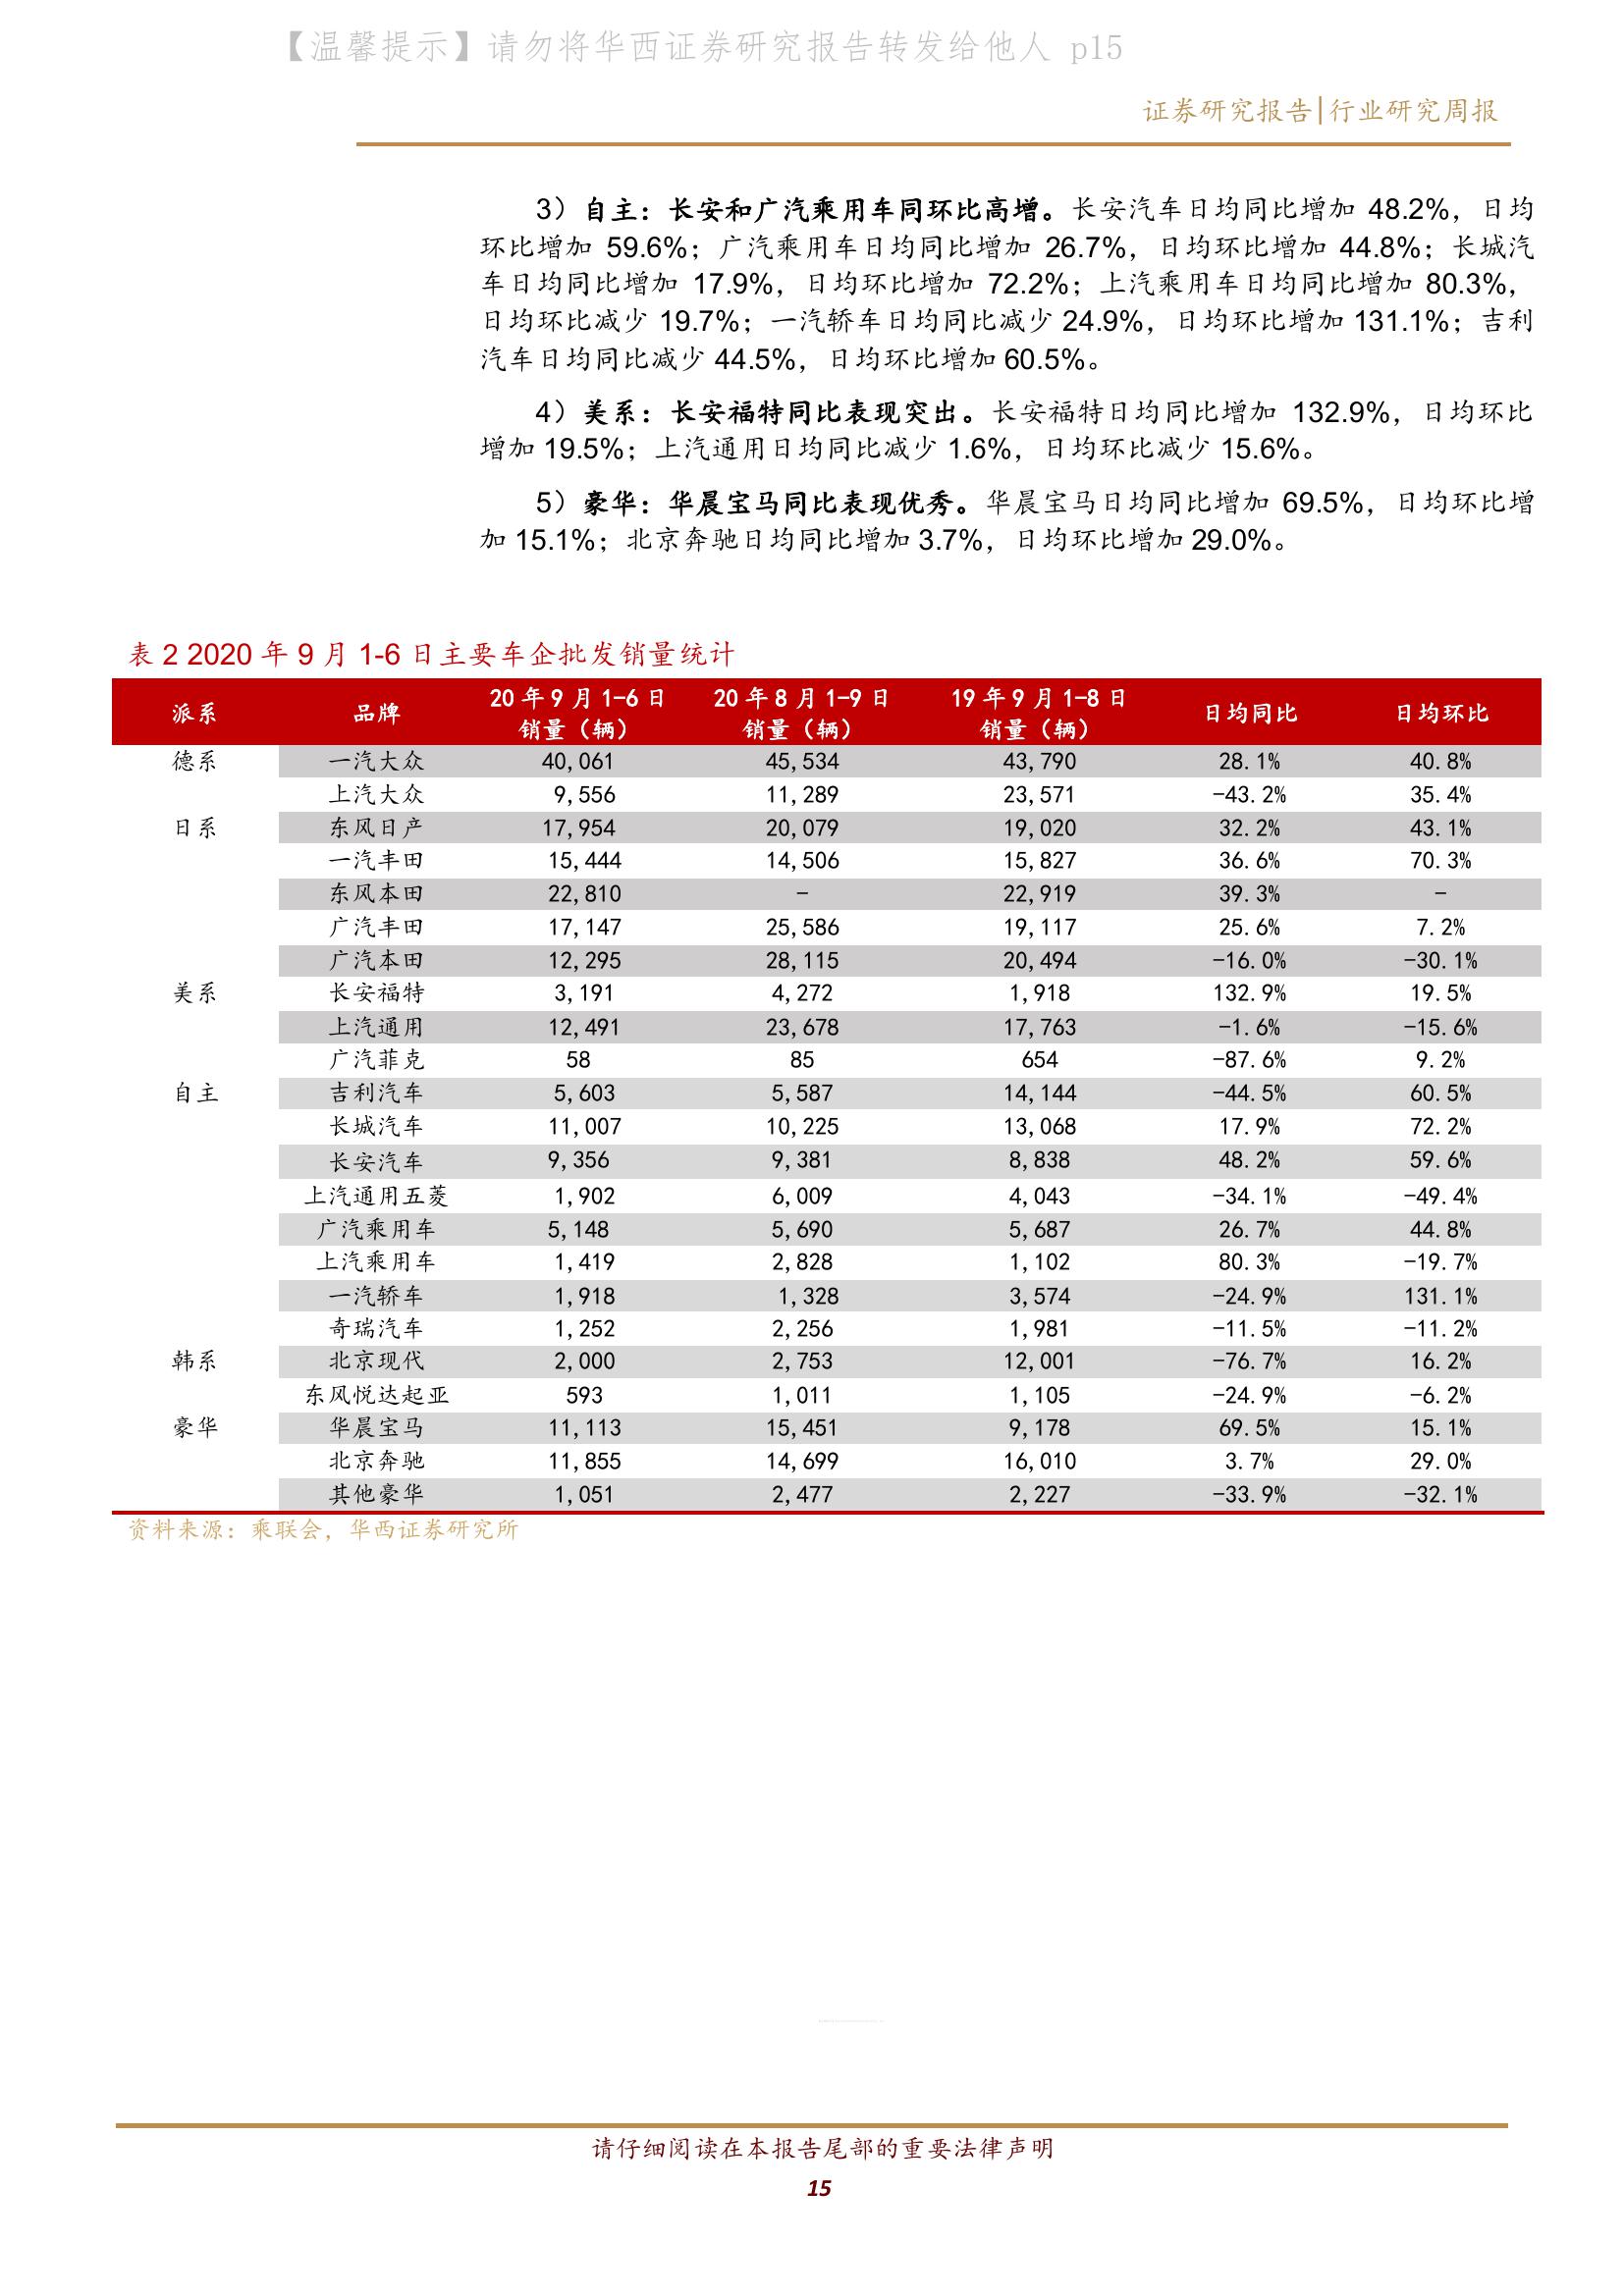 【温馨提示】请勿将华西证券研究报告转发给他人 p15
证券研究报告|行业研究周报
3）自主：长安和广汽乘用车同环比高增。长安汽车日均同比增加 48.2%，日均
环比增加 59.6%；广汽乘用车日均同比增加 26.7%，日均环比增加 44.8%；长城汽
车日均同比增加 17.9%，日均环比增加 72.2%；上汽乘用车日均同比增加 80.3%，
日均环比减少 19.7%；一汽轿车日均同比减少 24.9%，日均环比增加 131.1%；吉利
汽车日均同比减少 44.5%，日均环比增加 60.5%。
4）美系：长安福特同比表现突出。长安福特日均同比增加 132.9%，日均环比
增加 19.5%；上汽通用日均同比减少 1.6%，日均环比减少 15.6%。
5）豪华：华晨宝马同比表现优秀。华晨宝马日均同比增加 69.5%，日均环比增
加 15.1%；北京奔驰日均同比增加 3.7%，日均环比增加 29.0%。
表 2 2020 年 9 月 1-6 日主要车企批发销量统计
派系 品牌 20 年 9 月 1-6 日销量（辆） 20 年 8 月 1-9 日销量（辆） 19 年 9 月 1-8 日销量（辆） 日均同比 日均环比
德系 一汽大众 40,061 45,534 43,790 28.1% 40.8%
上汽大众 9,556 11,289 23,571 -43.2% 35.4%
日系 东风日产 17,954 20,079 19,020 32.2% 43.1%
一汽丰田 15,444 14,506 15,827 36.6% 70.3%
东风本田 22,810 - 22,919 39.3% -
广汽丰田 17,147 25,586 19,117 25.6% 7.2%
广汽本田 12,295 28,115 20,494 -16.0% -30.1%
美系 长安福特 3,191 4,272 1,918 132.9% 19.5%
上汽通用 12,491 23,678 17,763 -1.6% -15.6%
广汽菲克 58 85 654 -87.6% 9.2%
自主 吉利汽车 5,603 5,587 14,144 -44.5% 60.5%
长城汽车 11,007 10,225 13,068 17.9% 72.2%
长安汽车 9,356 9,381 8,838 48.2% 59.6%
上汽通用五菱 1,902 6,009 4,043 -34.1% -49.4%
广汽乘用车 5,148 5,690 5,687 26.7% 44.8%
上汽乘用车 1,419 2,828 1,102 80.3% -19.7%
一汽轿车 1,918 1,328 3,574 -24.9% 131.1%
奇瑞汽车 1,252 2,256 1,981 -11.5% -11.2%
韩系 北京现代 2,000 2,753 12,001 -76.7% 16.2%
东风悦达起亚 593 1,011 1,105 -24.9% -6.2%
豪华 华晨宝马 11,113 15,451 9,178 69.5% 15.1%
北京奔驰 11,855 14,699 16,010 3.7% 29.0%
其他豪华 1,051 2,477 2,227 -33.9% -32.1%
资料来源：乘联会，华西证券研究所
请仔细阅读在本报告尾部的重要法律声明
15